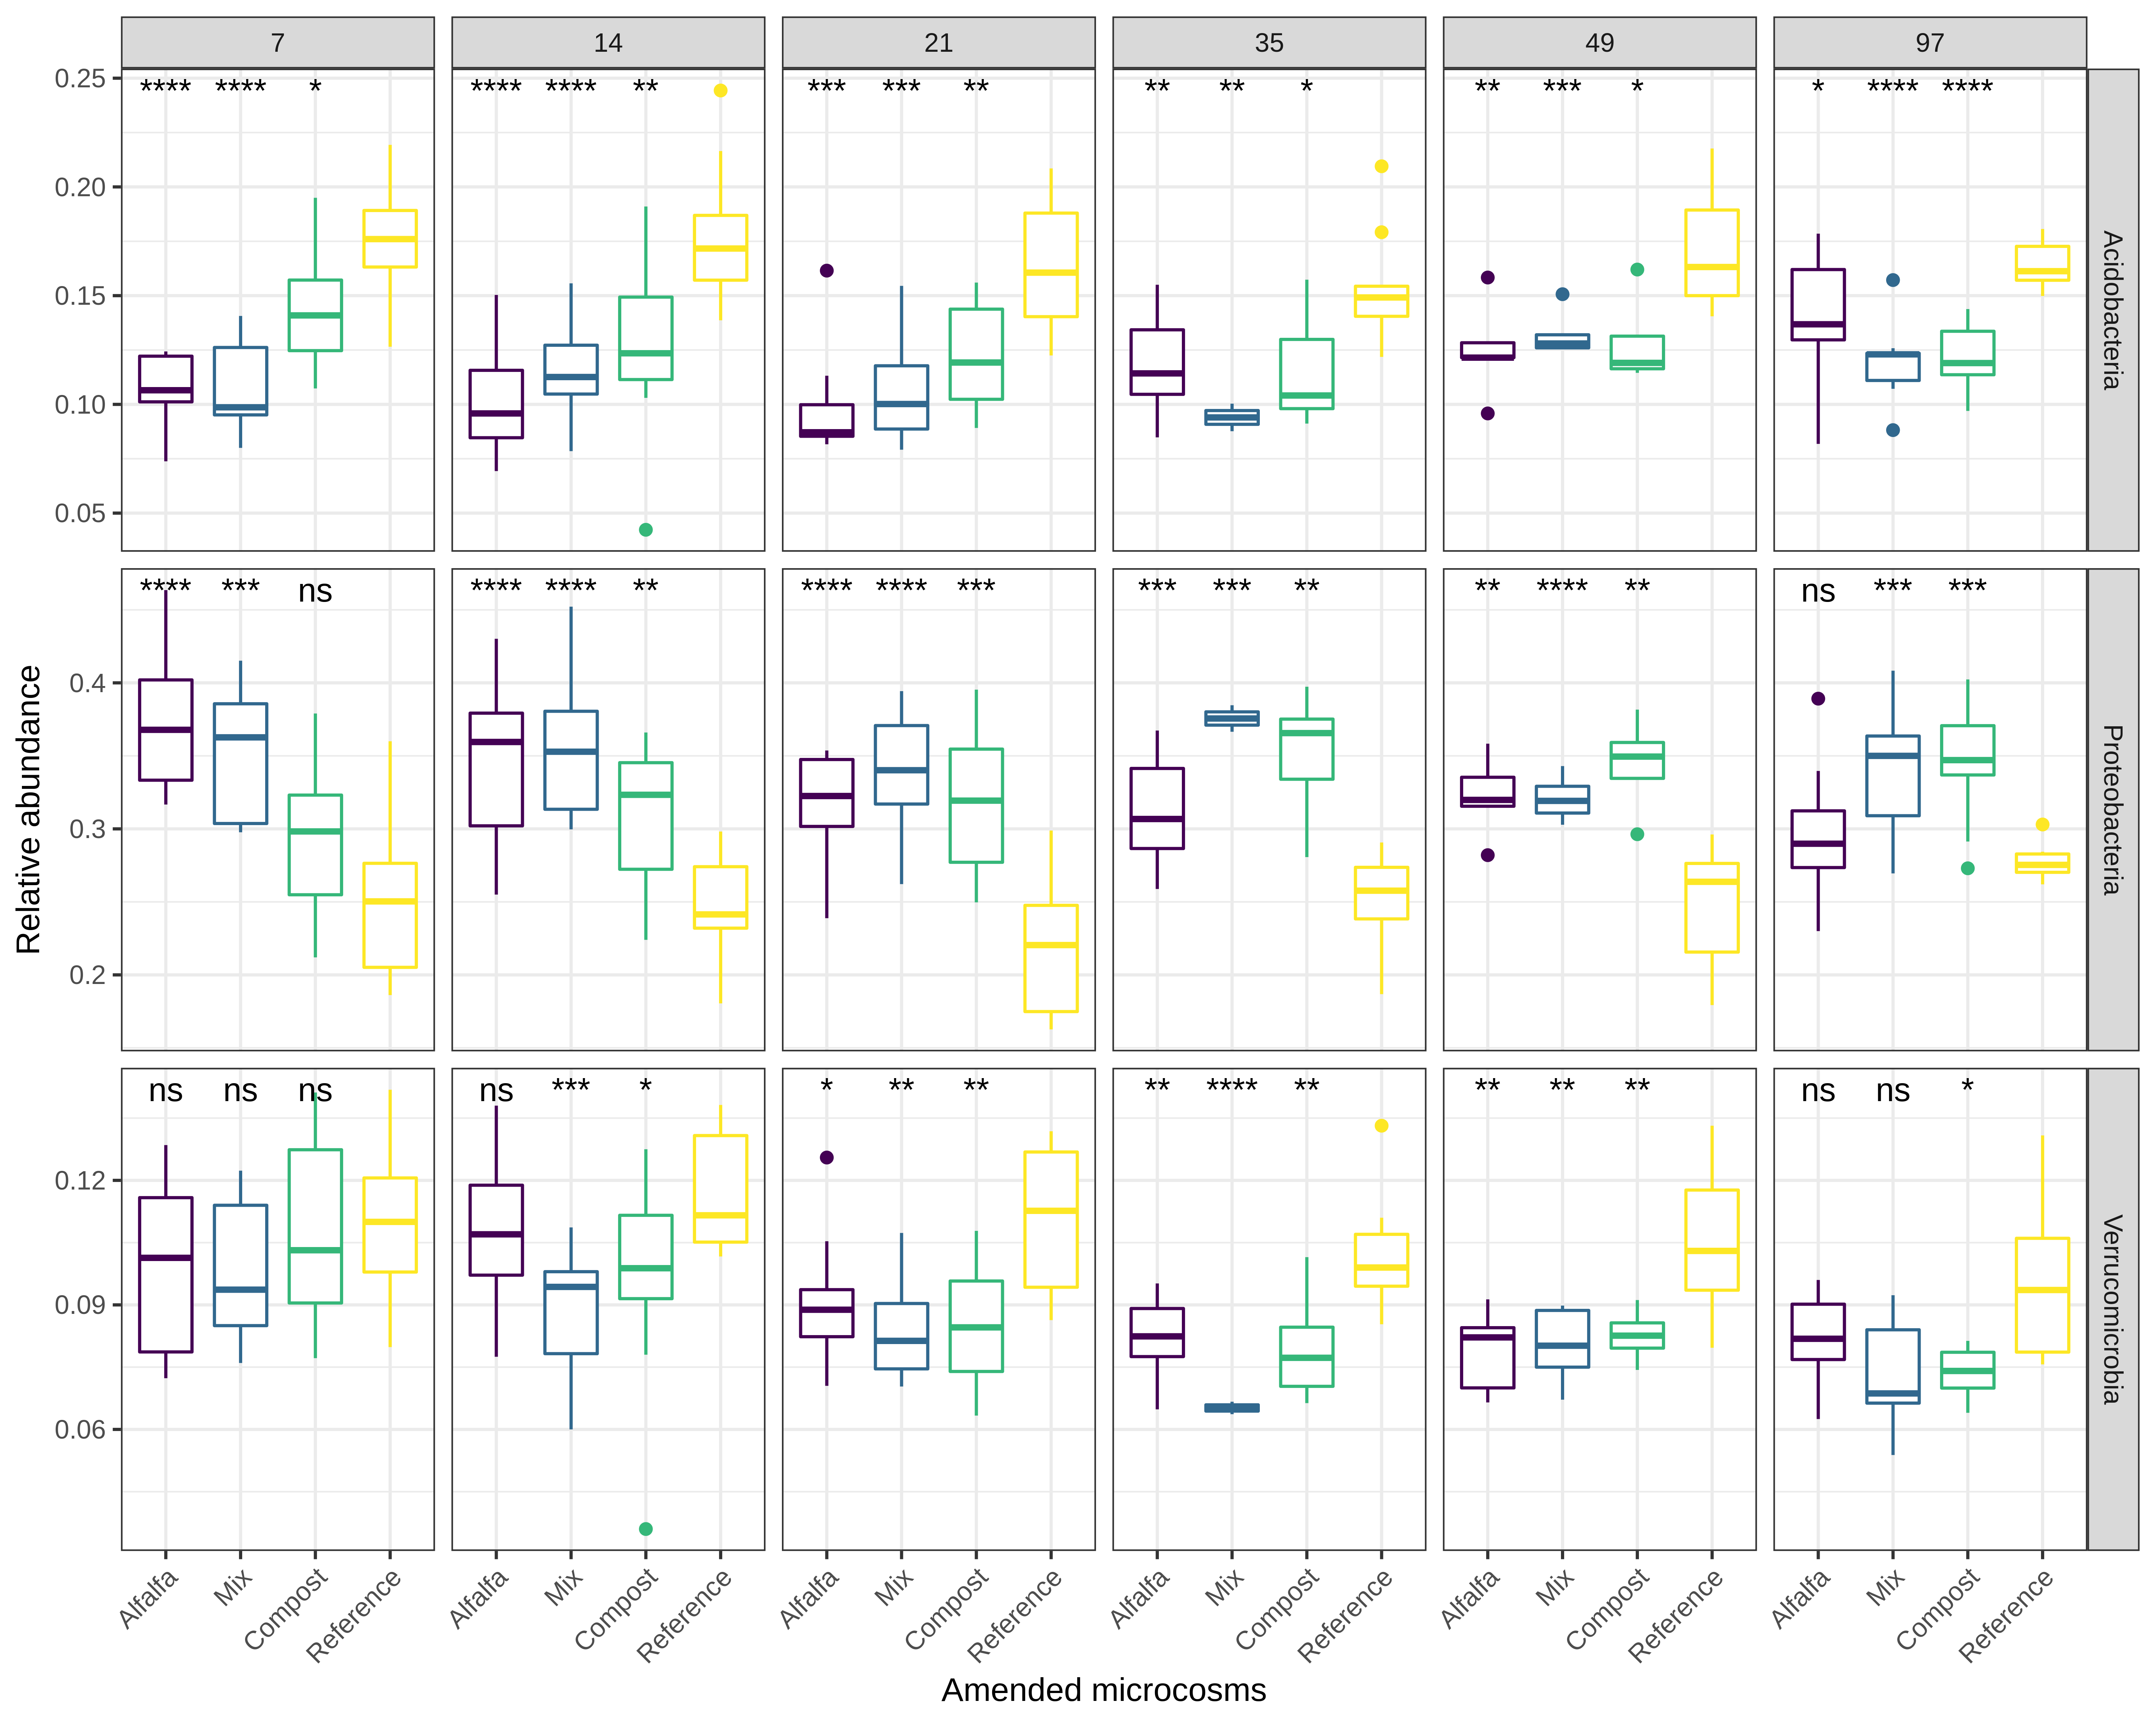 7 14 21 35 49 97
0.25 0.20 0.15 0.10 0.05
**** **** * **** **** ** *** *** ** ** ** * ** *** * * **** ****
Acidobacteria
0.4 0.3 0.2
**** *** ns **** **** ** **** **** *** *** *** ** ** **** ** ns *** ***
Proteobacteria
0.12 0.09 0.06
ns ns ns ns *** * * ** ** ** **** ** ** ** ** ns ns *
Verrucomicrobia
Relative abundance
Alfalfa Mix Compost Reference Alfalfa Mix Compost Reference Alfalfa Mix Compost Reference Alfalfa Mix Compost Reference Alfalfa Mix Compost Reference Alfalfa Mix Compost Reference
Amended microcosms